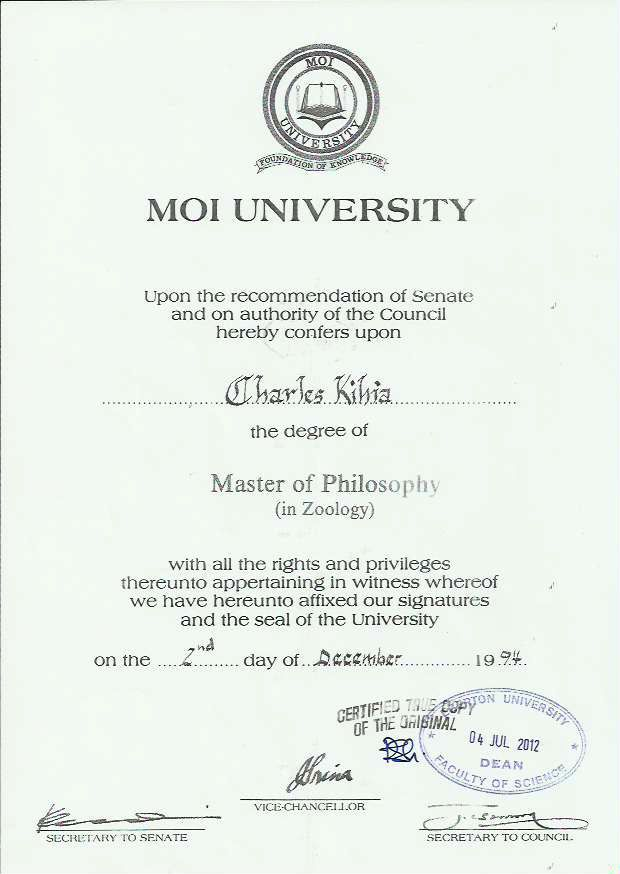 MOI
UNIVERSITY
FOUNDATION OF KNOWLEDGE
MOI UNIVERSITY
Upon the recommendation of Senate
and on authority of the Council
hereby confers upon
Charles Kihia
the degree of
Master of Philosophy
(in Zoology)
with all the rights and privileges
thereunto appertaining in witness whereof
we have hereunto affixed our signatures
and the seal of the University
on the 2nd day of December 1994.
CERTIFIED TRUE COPY
OF THE ORIGINAL
UNIVERSITY
04 JUL 2012
DEAN
FACULTY OF SCIENCE
VICE-CHANCELLOR
SECRETARY TO SENATE
SECRETARY TO COUNCIL